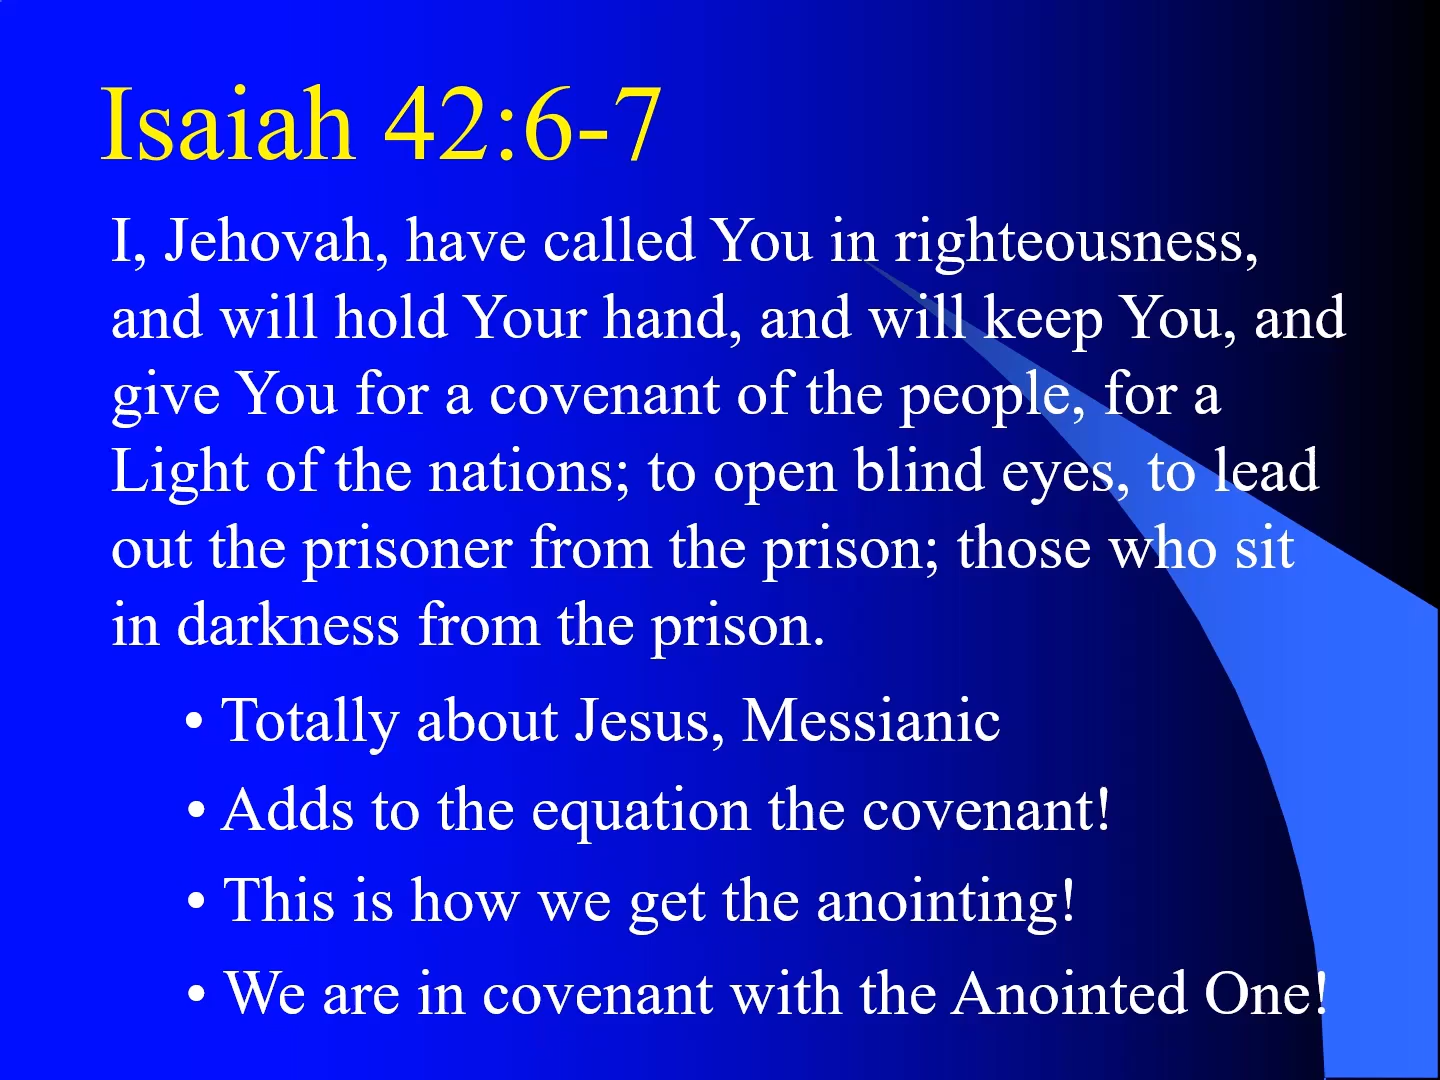 Isaiah 42:6-7
I, Jehovah, have called You in righteousness,
and will hold Your hand, and will keep You, and
give You for a covenant of the people, for a
Light of the nations; to open blind eyes, to lead
out the prisoner from the prison; those who sit
in darkness from the prison.
• Totally about Jesus, Messianic
• Adds to the equation the covenant!
• This is how we get the anointing!
• We are in covenant with the Anointed One!